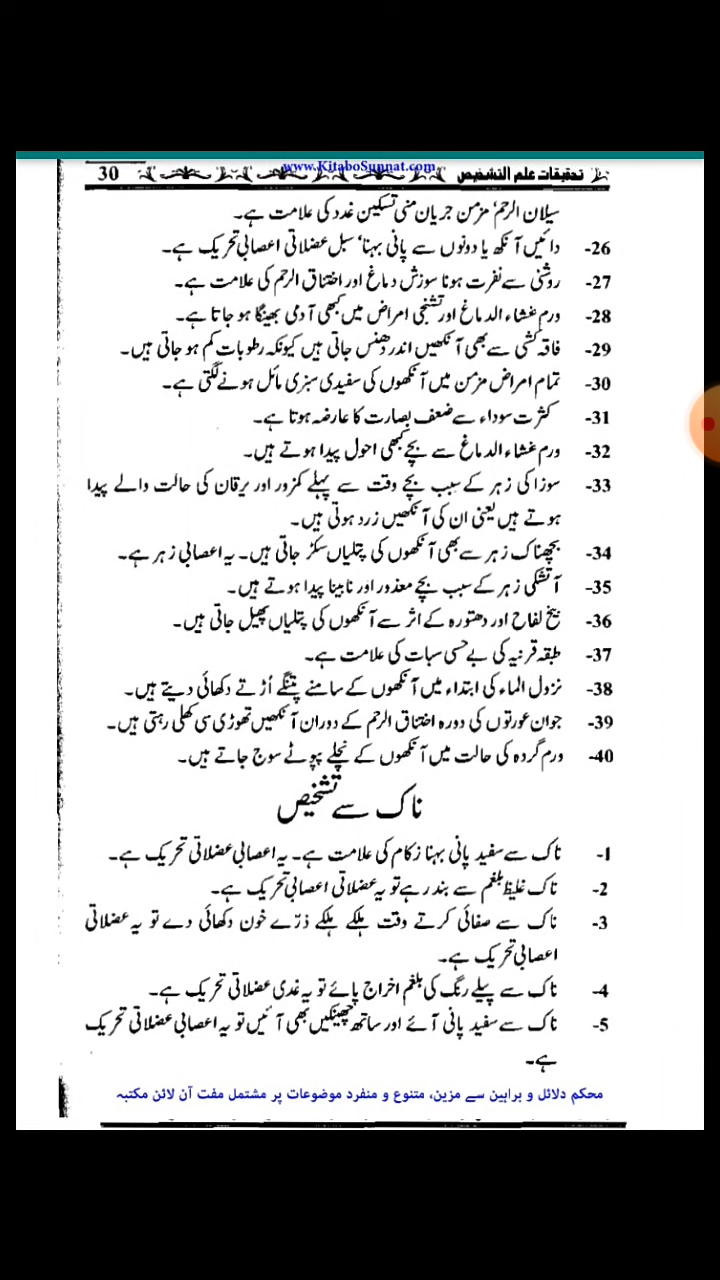 www.KitaboSunnat.com
تحقیقات علم التشخیص 30
سیلان الرحم' مزمن جریان منی تسکین غدد کی علامت ہے۔
26- دائیں آنکھ یا دونوں سے پانی بہنا' سبل عضلاتی اعصابی تحریک ہے۔
27- روشنی سے نفرت ہونا سوزش دماغ اور اختناق الرحم کی علامت ہے۔
28- ورم غشاء الدماغ اور تشنجی امراض میں کبھی آدمی بھینگا ہو جاتا ہے۔
29- فاقہ کشی سے بھی آنکھیں اندر دھنس جاتی ہیں کیونکہ رطوبات کم ہو جاتی ہیں۔
30- تمام امراض مزمن میں آنکھوں کی سفیدی سبزی مائل ہونے لگتی ہے۔
31- کثرت سوداء سے ضعف بصارت کا عارضہ ہوتا ہے۔
32- ورم غشاء الدماغ سے بچے کبھی احول پیدا ہوتے ہیں۔
33- سوزاکی زہر کے سبب بچے وقت سے پہلے کمزور اور یرقان کی حالت والے پیدا
ہوتے ہیں یعنی ان کی آنکھیں زرد ہوتی ہیں۔
34- بچھناک زہر سے بھی آنکھوں کی پتلیاں سکڑ جاتی ہیں۔ یہ اعصابی زہر ہے۔
35- آتشکی زہر کے سبب بچے معذور اور نابینا پیدا ہوتے ہیں۔
36- بیخ لفاح اور دھتورہ کے اثر سے آنکھوں کی پتلیاں پھیل جاتی ہیں۔
37- طبقہ قرنیہ کی بے حسی سبات کی علامت ہے۔
38- نزول الماء کی ابتداء میں آنکھوں کے سامنے پتنگے اُڑتے دکھائی دیتے ہیں۔
39- جوان عورتوں کی دورہ اختناق الرحم کے دوران آنکھیں تھوڑی سی کھلی رہتی ہیں۔
40- ورم گردہ کی حالت میں آنکھوں کے نچلے پپوٹے سوج جاتے ہیں۔
ناک سے تشخیص
1- ناک سے سفید پانی بہنا زکام کی علامت ہے۔ یہ اعصابی عضلاتی تحریک ہے۔
2- ناک غلیظ بلغم سے بند رہے تو یہ عضلاتی اعصابی تحریک ہے۔
3- ناک سے صفائی کرتے وقت ہلکے ہلکے ذرّے خون دکھائی دے تو یہ عضلاتی
اعصابی تحریک ہے۔
4- ناک سے پیلے رنگ کی بلغم اخراج پائے تو یہ غدی عضلاتی تحریک ہے۔
5- ناک سے سفید پانی آئے اور ساتھ چھینکیں بھی آئیں تو یہ اعصابی عضلاتی تحریک
ہے۔
محکم دلائل و براہین سے مزین، متنوع و منفرد موضوعات پر مشتمل مفت آن لائن مکتبہ